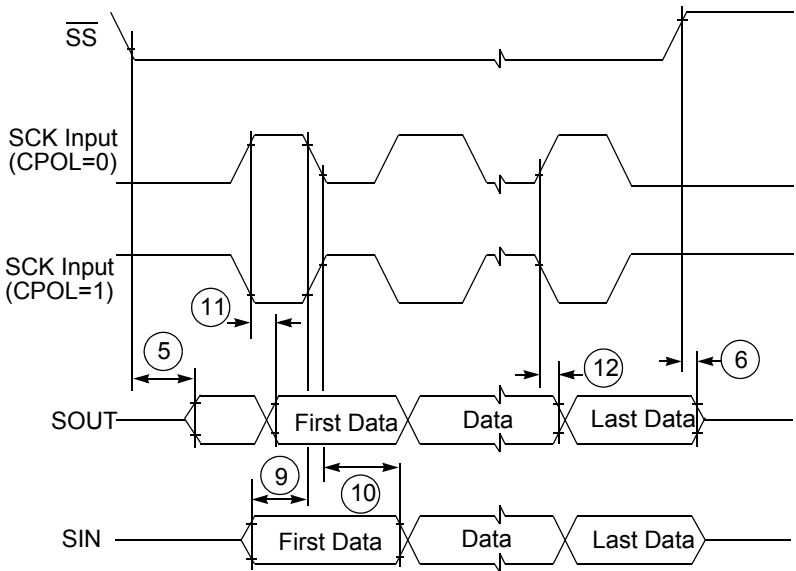 SS
SCK Input
(CPOL=0)
SCK Input
(CPOL=1)
11
5
12
6
SOUT
First Data
Data
Last Data
9
10
SIN
First Data
Data
Last Data